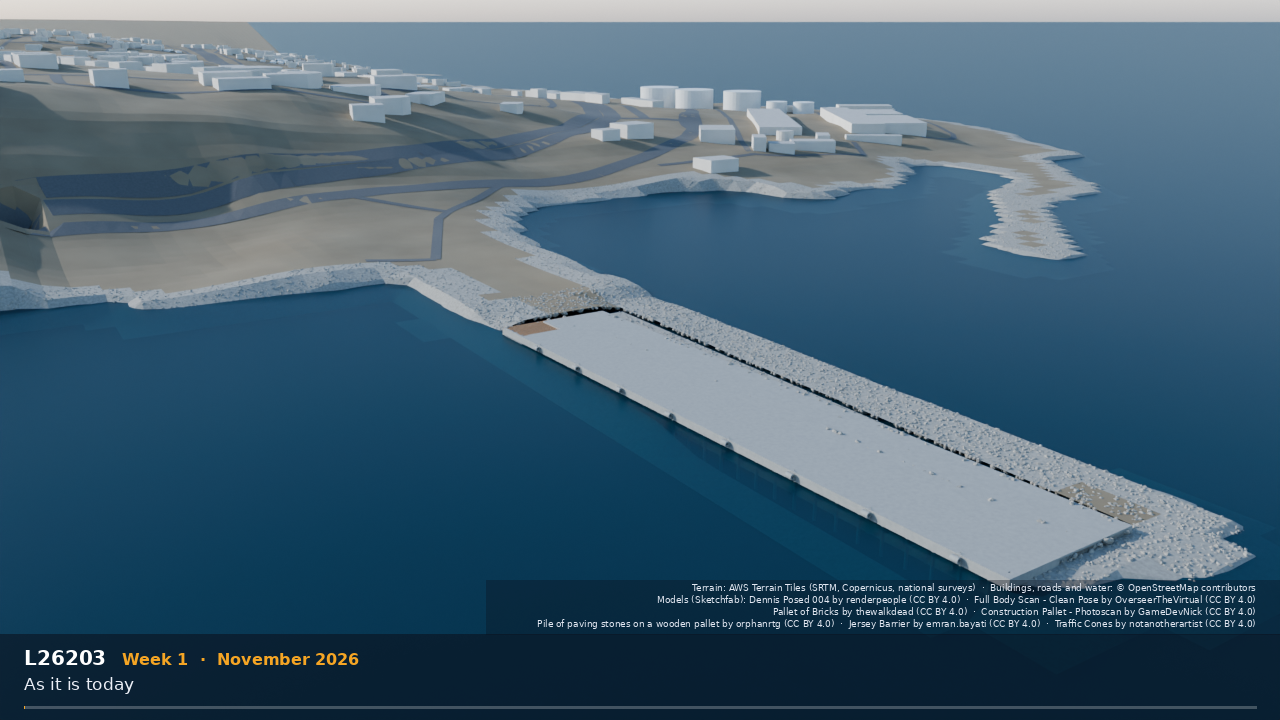 Terrain: AWS Terrain Tiles (SRTM, Copernicus, national surveys)  ·  Buildings, roads and water: © OpenStreetMap contributors
Models (Sketchfab): Dennis Posed 004 by renderpeople (CC BY 4.0)  ·  Full Body Scan - Clean Pose by OverseerTheVirtual (CC BY 4.0)
Pallet of Bricks by thewalkdead (CC BY 4.0)  ·  Construction Pallet - Photoscan by GameDevNick (CC BY 4.0)
Pile of paving stones on a wooden pallet by orphanrtg (CC BY 4.0)  ·  Jersey Barrier by emran.bayati (CC BY 4.0)  ·  Traffic Cones by notanotherartist (CC BY 4.0)
L26203 Week 1 · November 2026
As it is today